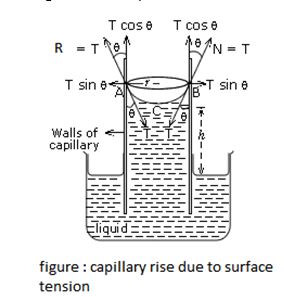 T cos θ T cos θ
R = T θ θ N = T
T sin θ r T sin θ
A B
C
θ T T θ
h
Walls of
capillary
liquid
figure : capillary rise due to surface
tension